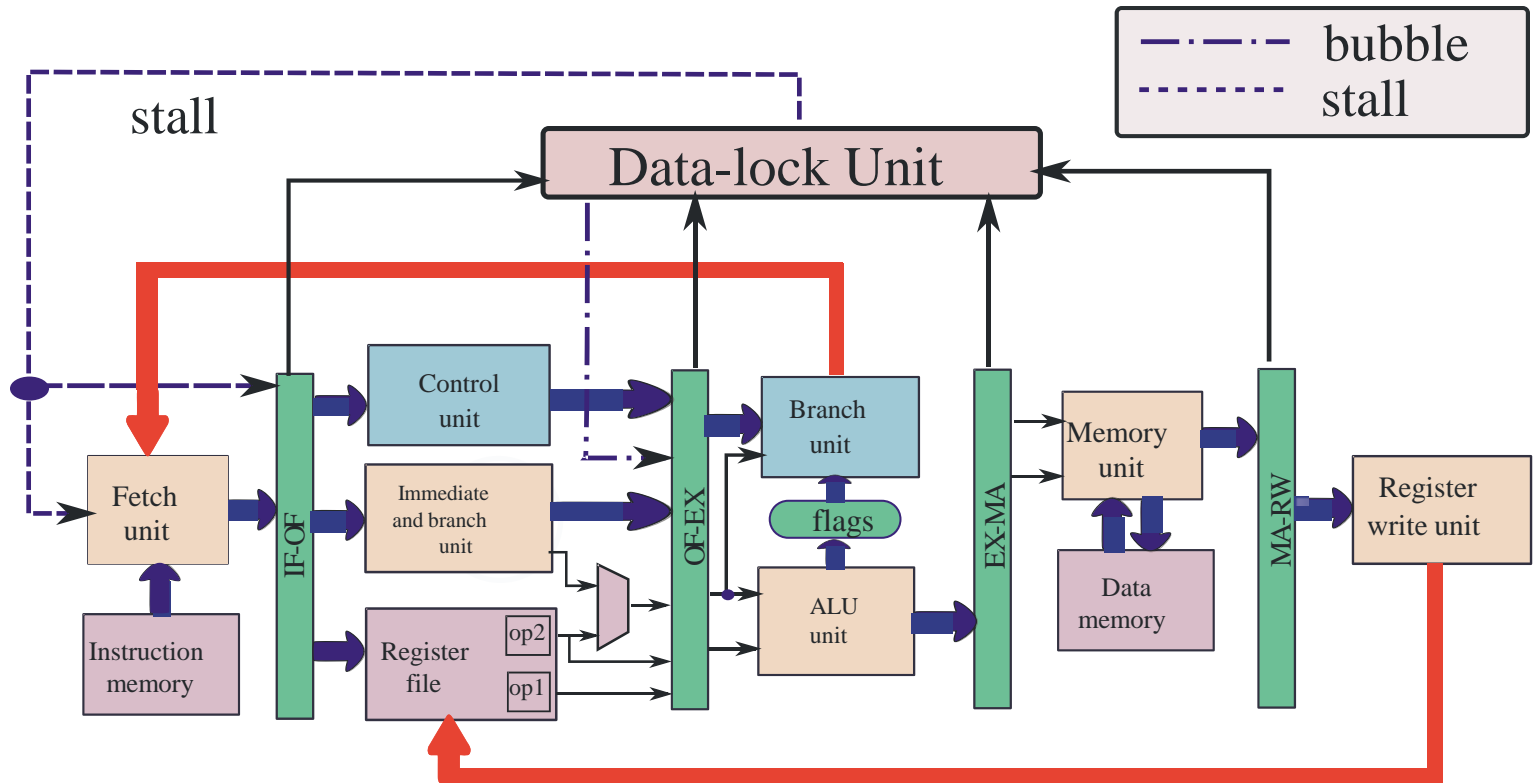 bubble
stall
stall
Data-lock Unit
Control
unit
Branch
unit
Memory
unit
Fetch
unit
Immediate
and branch
unit
Register
write unit
flags
IF-OF
OF-EX
EX-MA
MA-RW
Instruction
memory
Register
file
op2
op1
ALU
unit
Data
memory